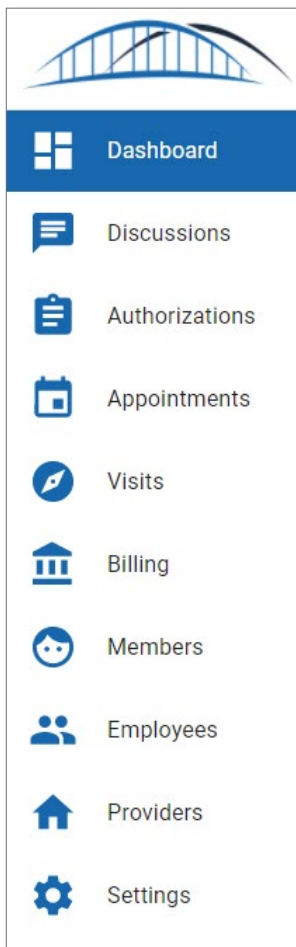 Dashboard
Discussions
Authorizations
Appointments
Visits
Billing
Members
Employees
Providers
Settings